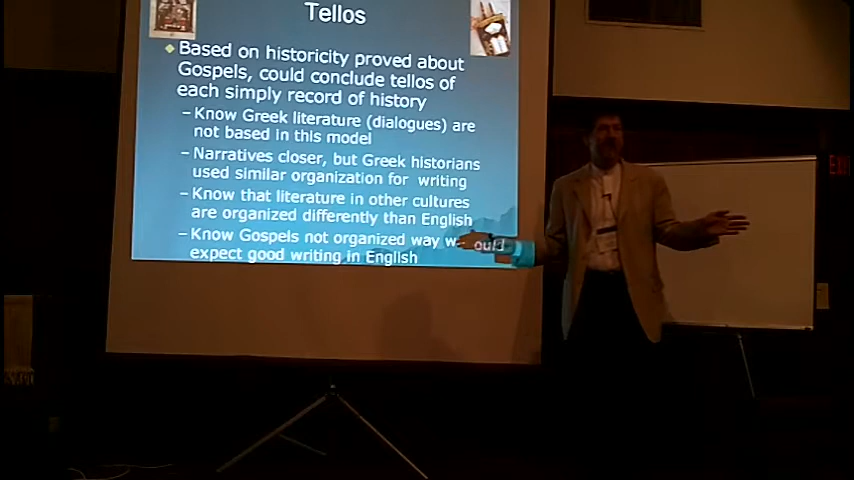 Tellos
Based on historicity proved about
Gospels, could conclude tellos of
each simply record of history
– Know Greek literature (dialogues) are
not based in this model
– Narratives closer, but Greek historians
used similar organization for writing
– Know that literature in other cultures
are organized differently than English
– Know Gospels not organized way would
expect good writing in English
EXIT